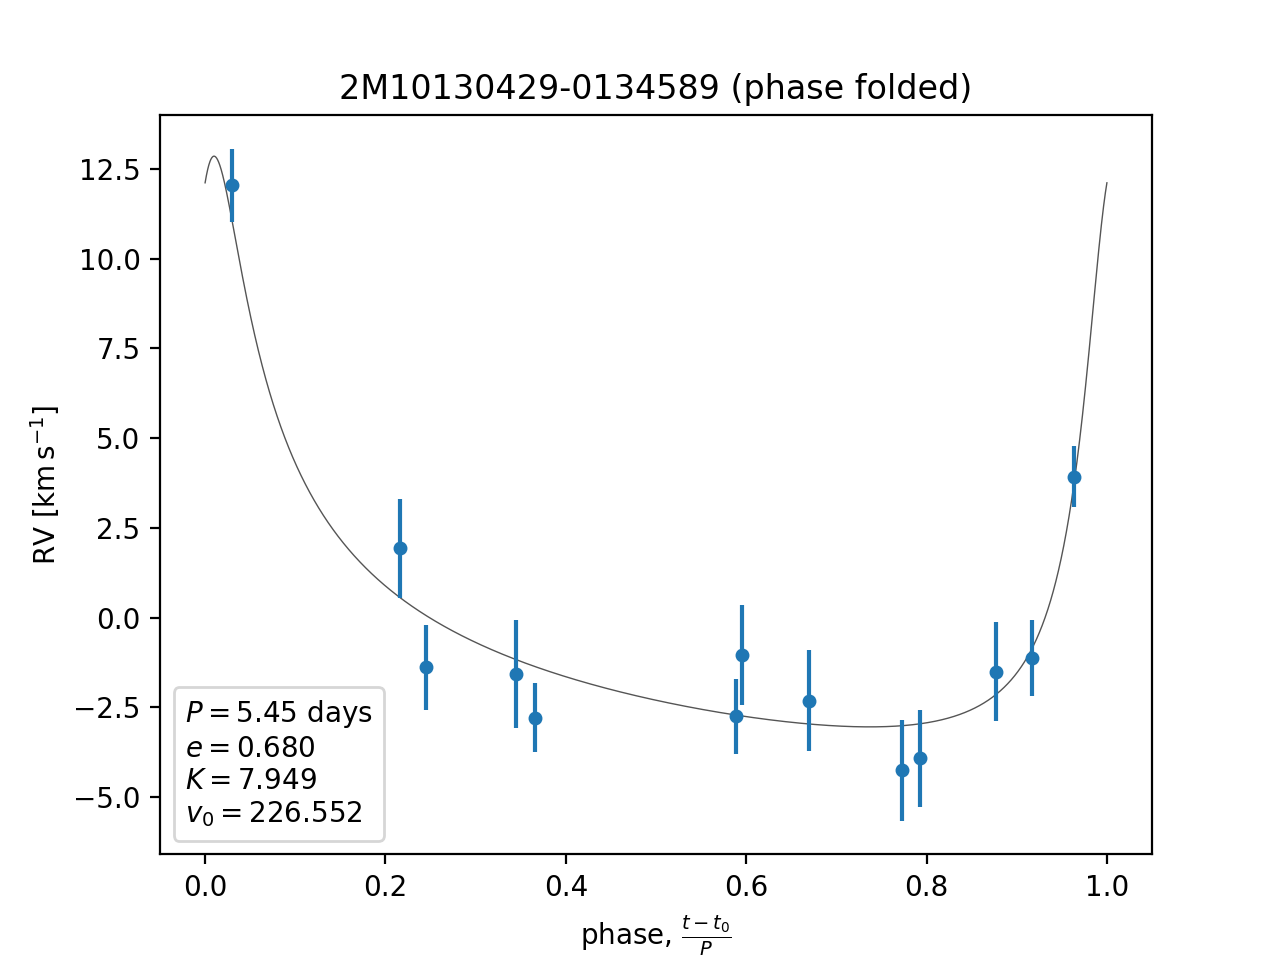 2M10130429-0134589 (phase folded)
12.5
10.0
7.5
5.0
2.5
0.0
−2.5
−5.0
RV [km s⁻¹]
P = 5.45 days
e = 0.680
K = 7.949
v₀ = 226.552
0.0 0.2 0.4 0.6 0.8 1.0
phase, (t − t₀)/P